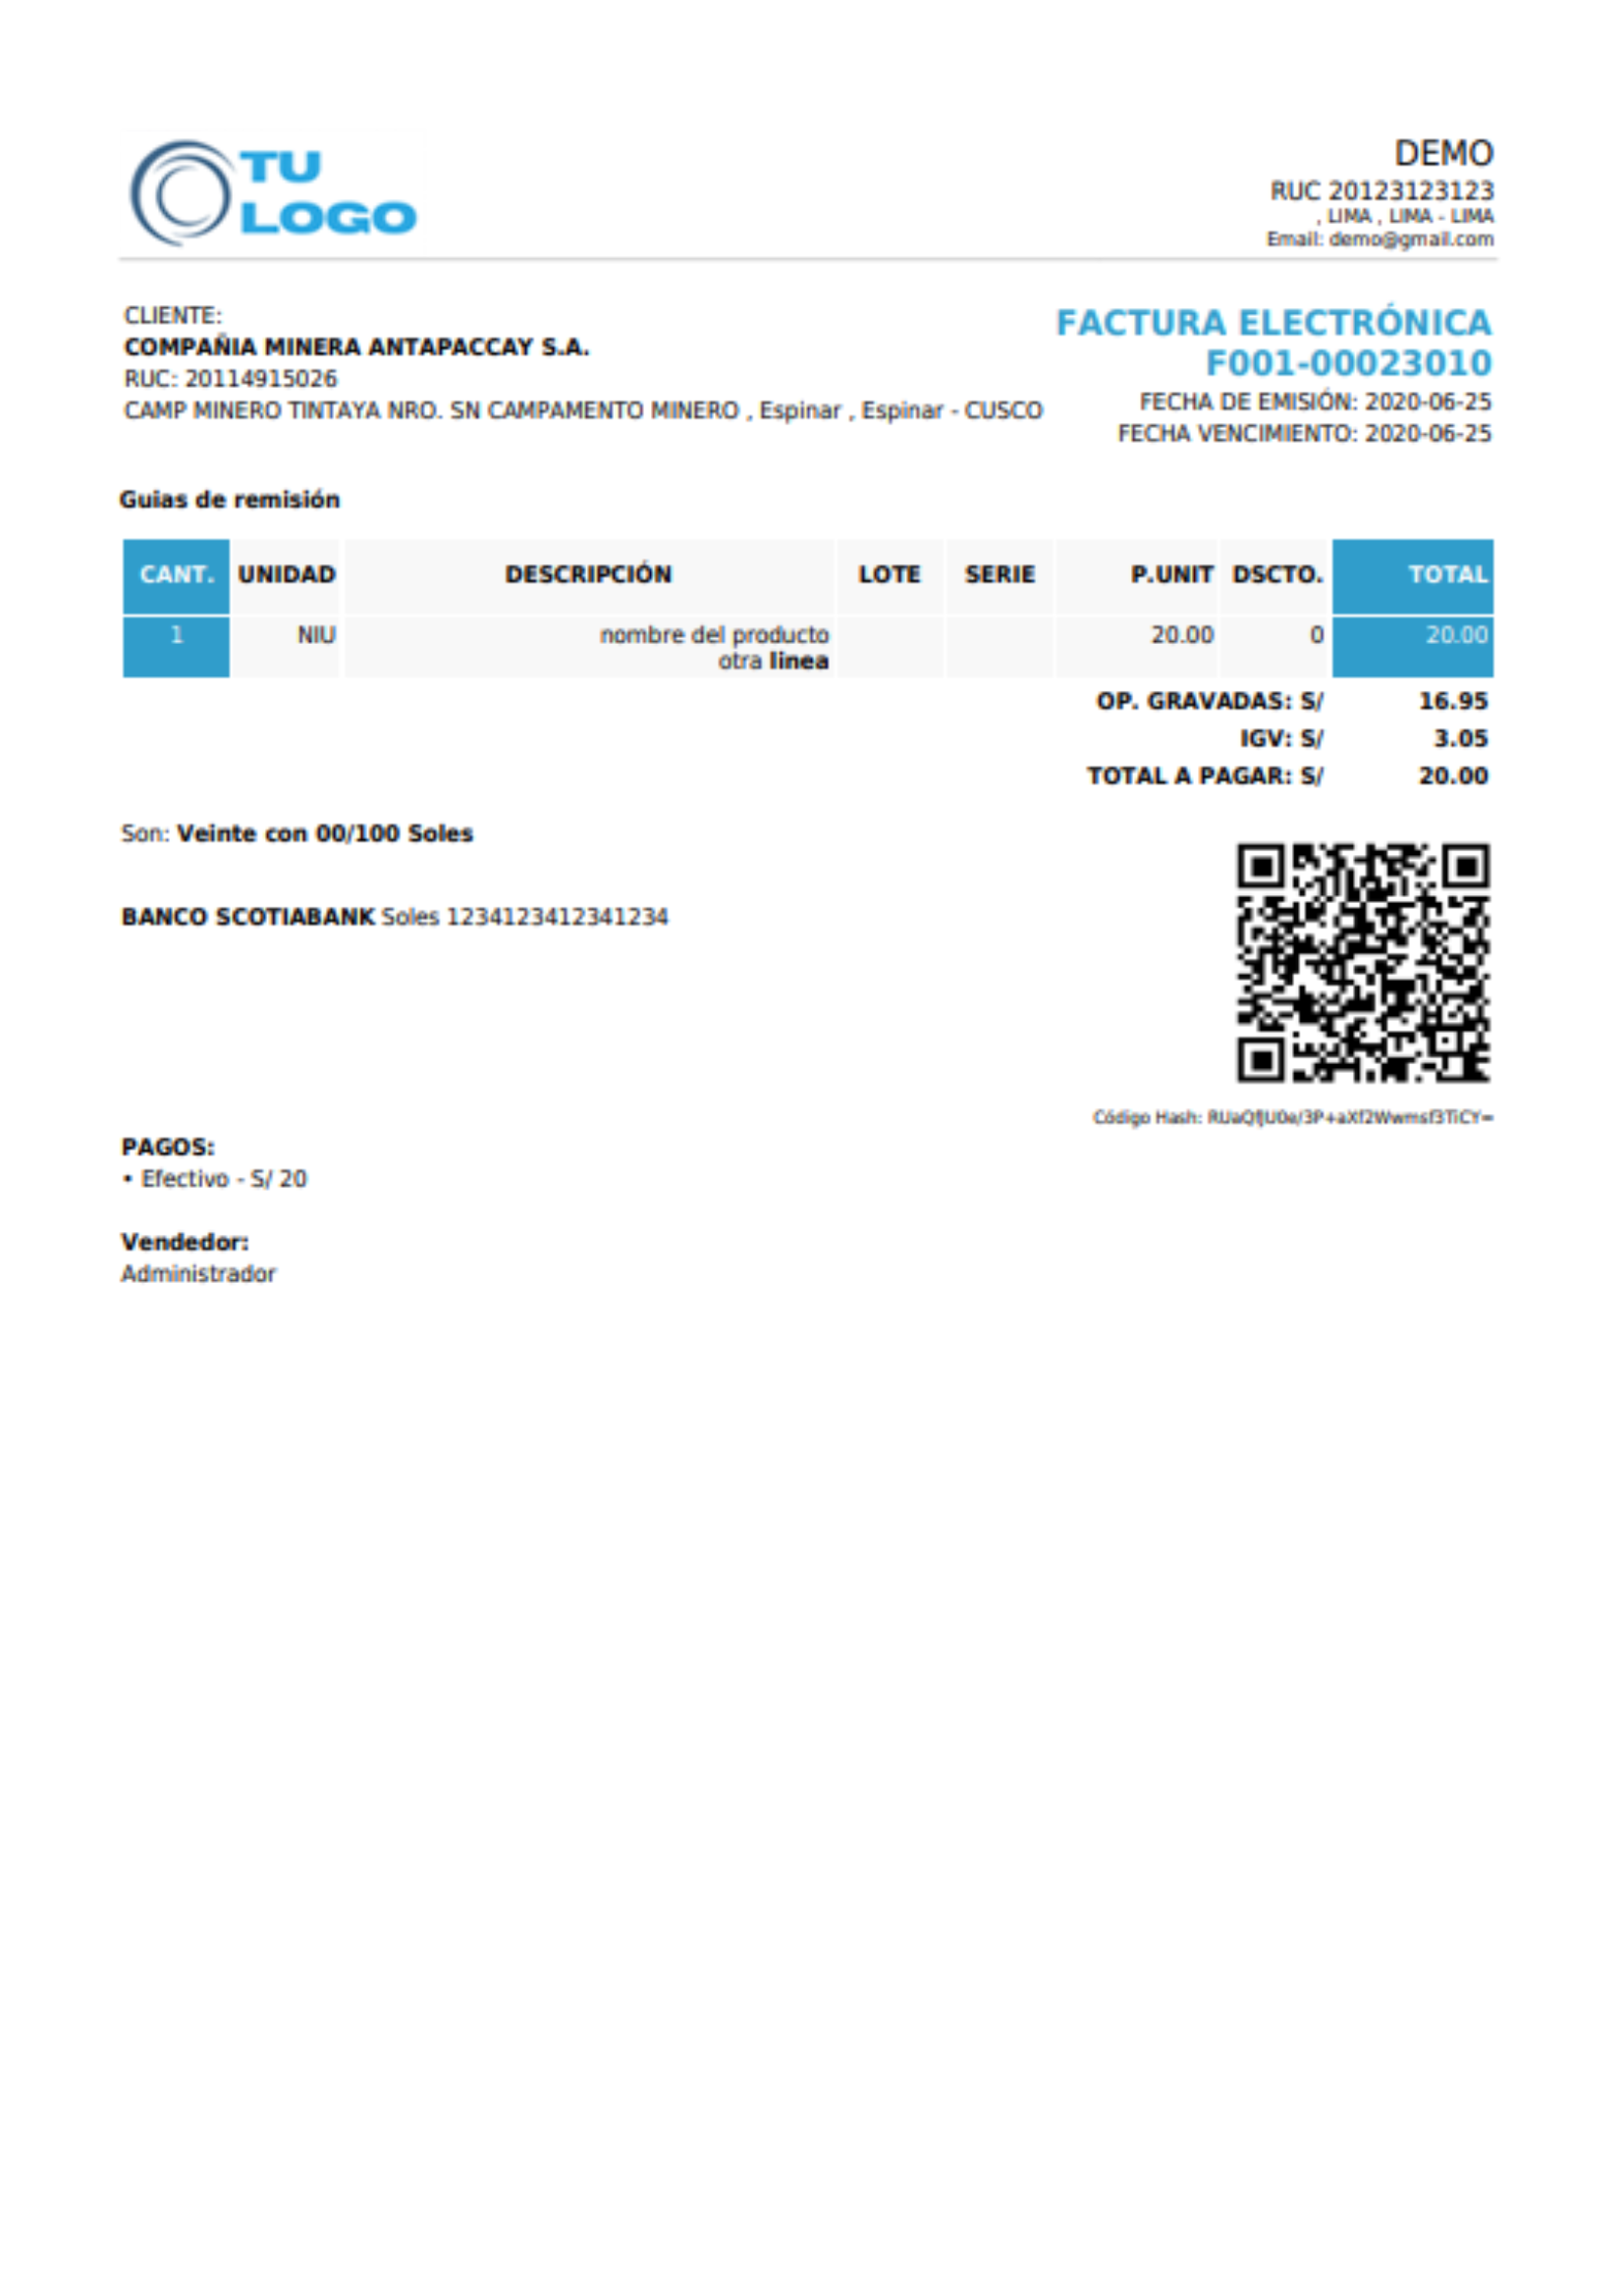 TU
LOGO
DEMO
RUC 20123123123
, LIMA , LIMA - LIMA
Email: demo@gmail.com
CLIENTE:
COMPAÑIA MINERA ANTAPACCAY S.A.
RUC: 20114915026
CAMP MINERO TINTAYA NRO. SN CAMPAMENTO MINERO , Espinar , Espinar - CUSCO
FACTURA ELECTRÓNICA
F001-00023010
FECHA DE EMISIÓN: 2020-06-25
FECHA VENCIMIENTO: 2020-06-25
Guias de remisión
CANT. UNIDAD DESCRIPCIÓN LOTE SERIE P.UNIT DSCTO. TOTAL
1 NIU nombre del producto 20.00 0 20.00
otra linea
OP. GRAVADAS: S/ 16.95
IGV: S/ 3.05
TOTAL A PAGAR: S/ 20.00
Son: Veinte con 00/100 Soles
BANCO SCOTIABANK Soles 1234123412341234
Código Hash:
PAGOS:
• Efectivo - S/ 20
Vendedor:
Administrador